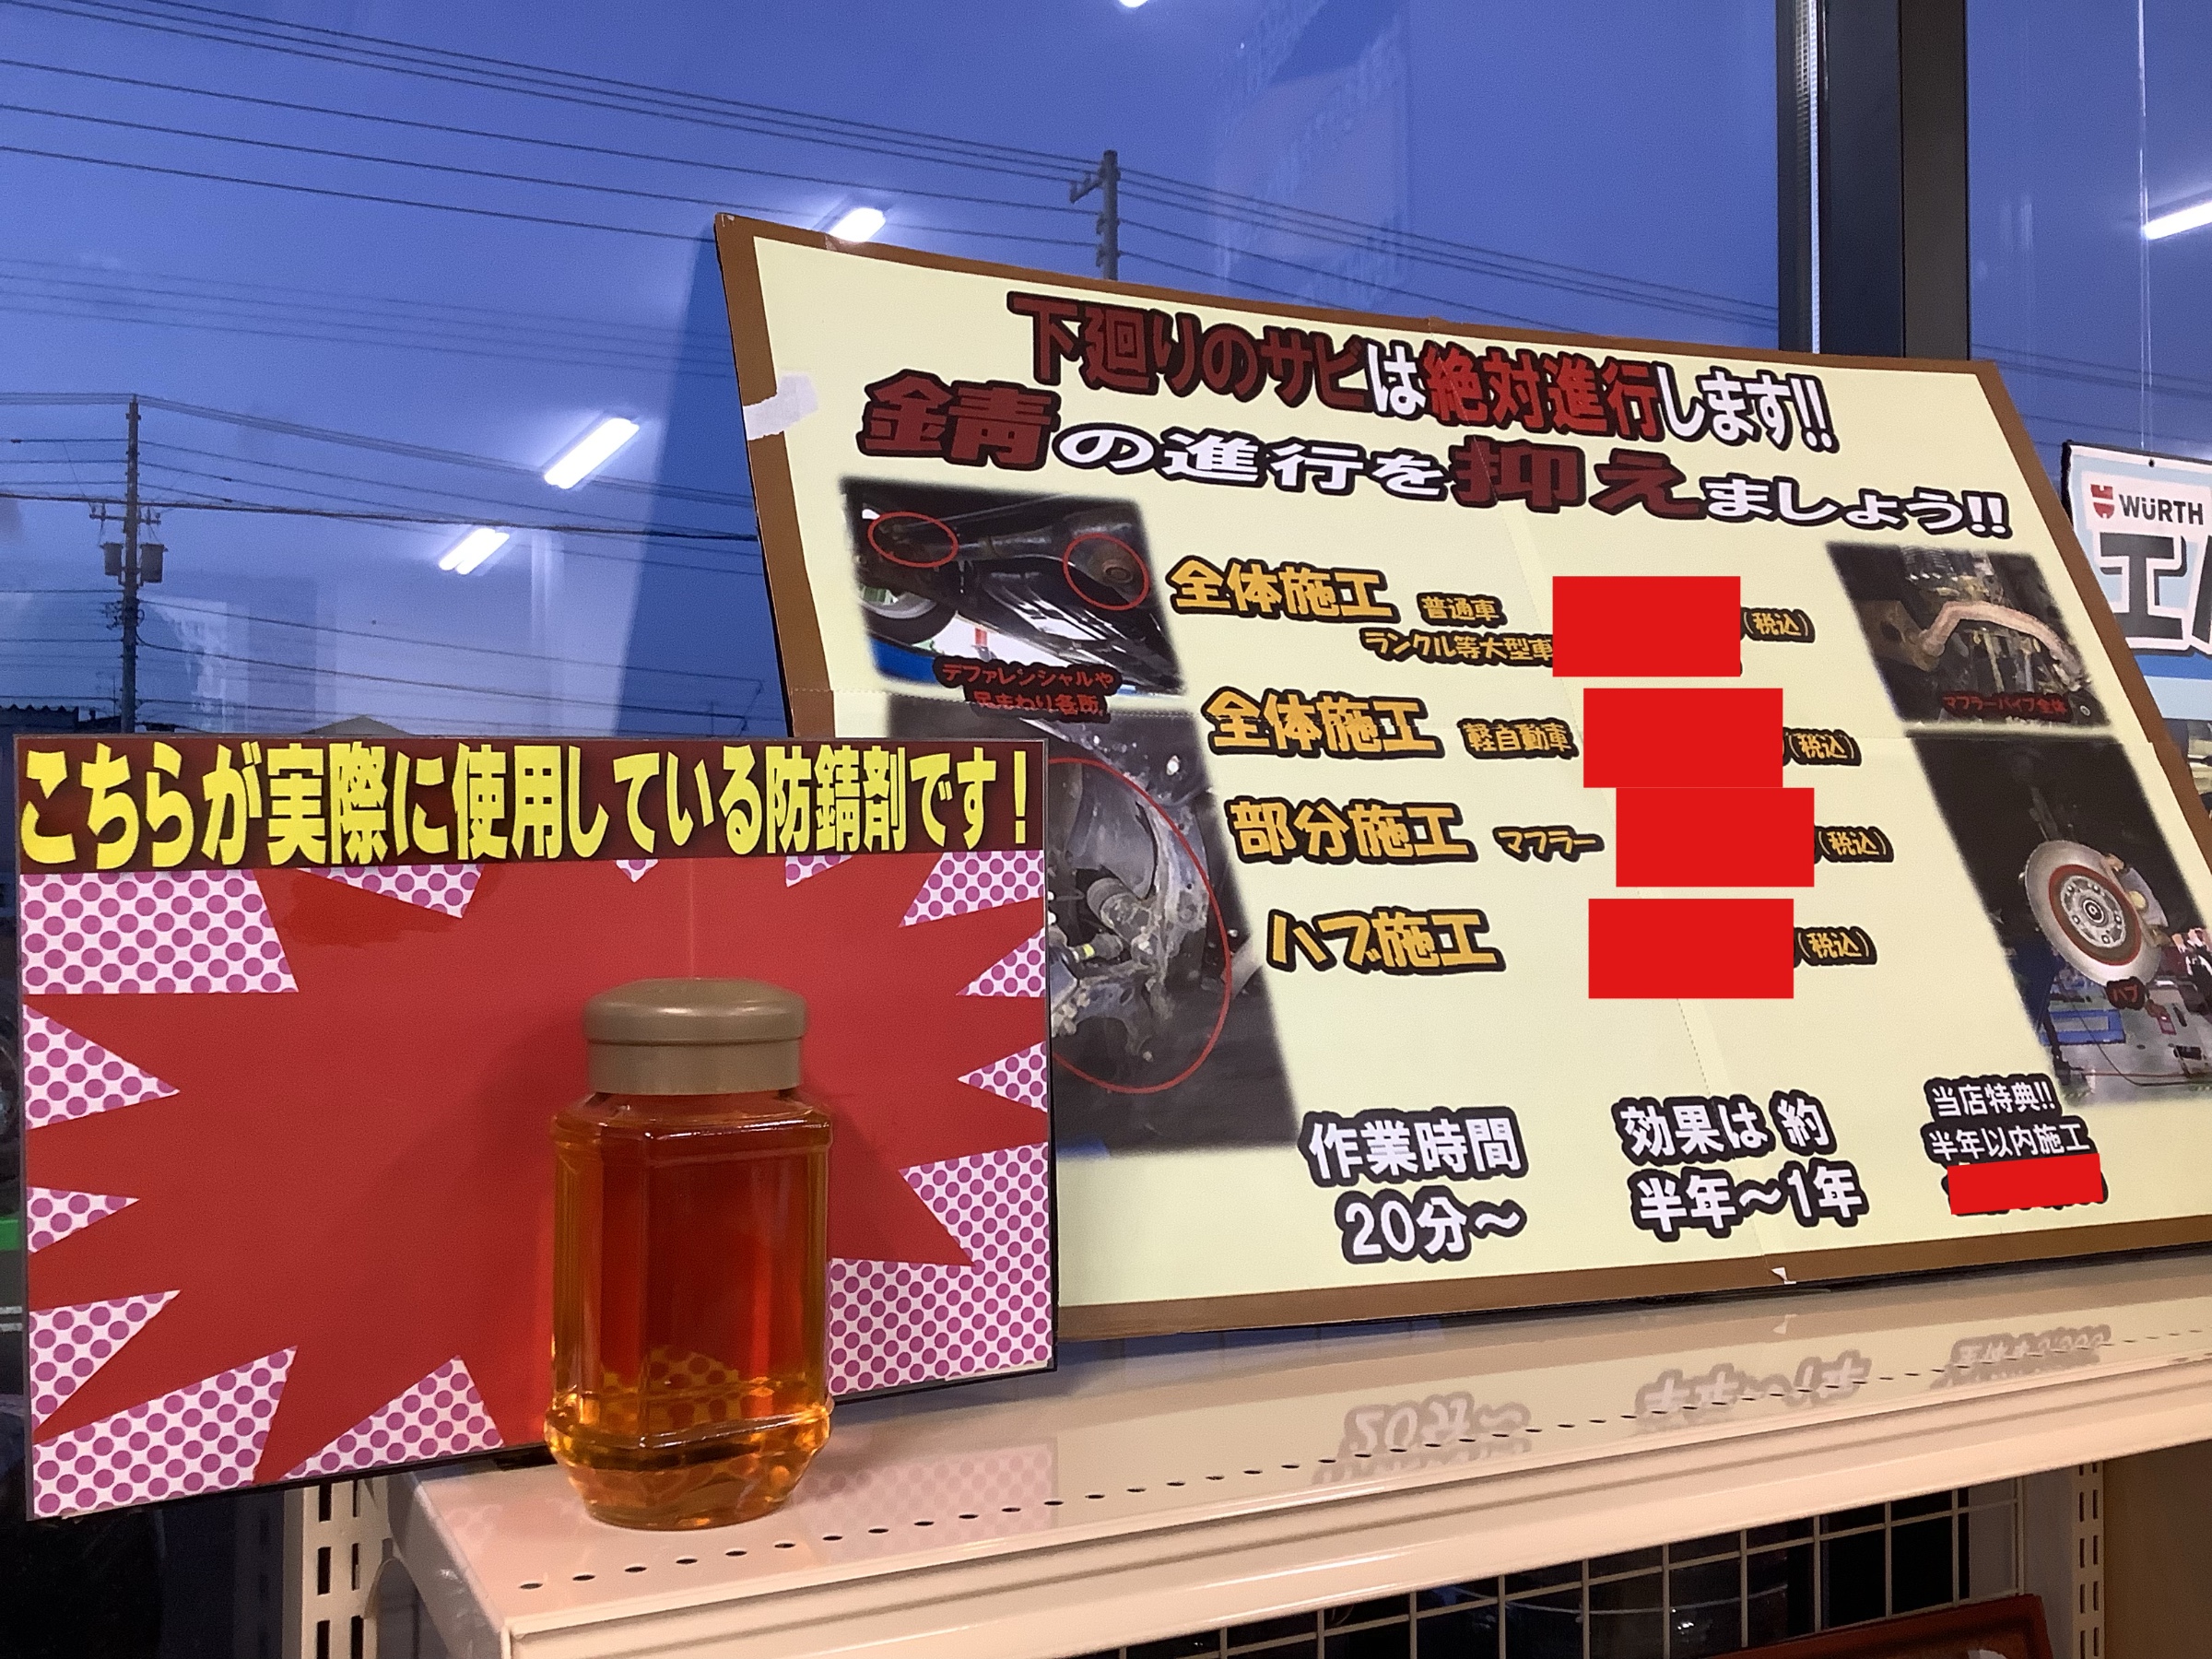 下廻りのサビは絶対進行します!!
錆の進行を抑えましょう!!
全体施工 普通車 (税込)
ランクル等大型車
全体施工 軽自動車 (税込)
部分施工 マフラー (税込)
ハブ施工 (税込)
デファレンシャルや
足まわり各所
マフラーパイプ全体
ハブ
作業時間
20分～
効果は 約
半年～1年
当店特典!!
半年以内施工
こちらが実際に使用している防錆剤です!
WÜRTH
エ